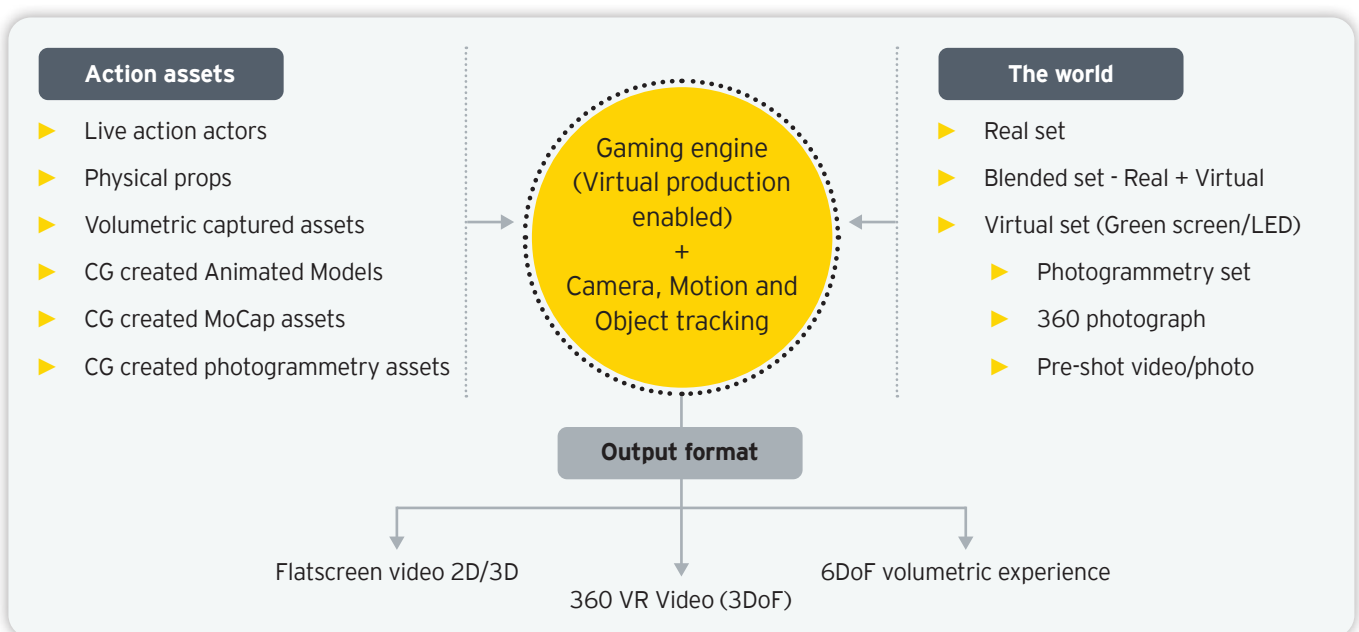 Action assets
Live action actors
Physical props
Volumetric captured assets
CG created Animated Models
CG created MoCap assets
CG created photogrammetry assets
Gaming engine
(Virtual production
enabled)
+
Camera, Motion and
Object tracking
The world
Real set
Blended set - Real + Virtual
Virtual set (Green screen/LED)
Photogrammetry set
360 photograph
Pre-shot video/photo
Output format
Flatscreen video 2D/3D
360 VR Video (3DoF)
6DoF volumetric experience